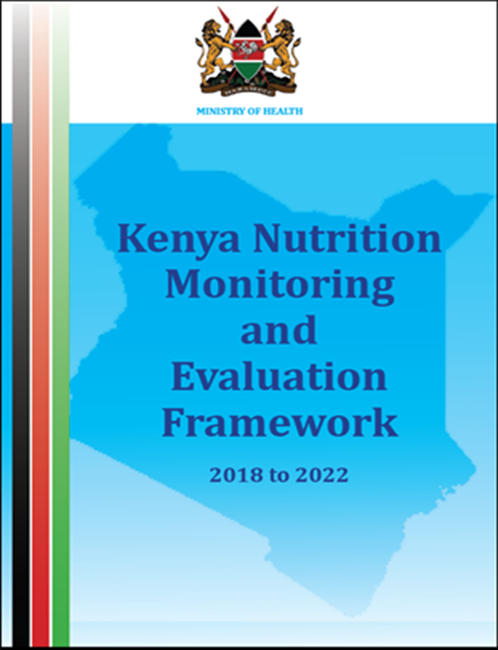 MINISTRY OF HEALTH
Kenya Nutrition
Monitoring
and
Evaluation
Framework
2018 to 2022